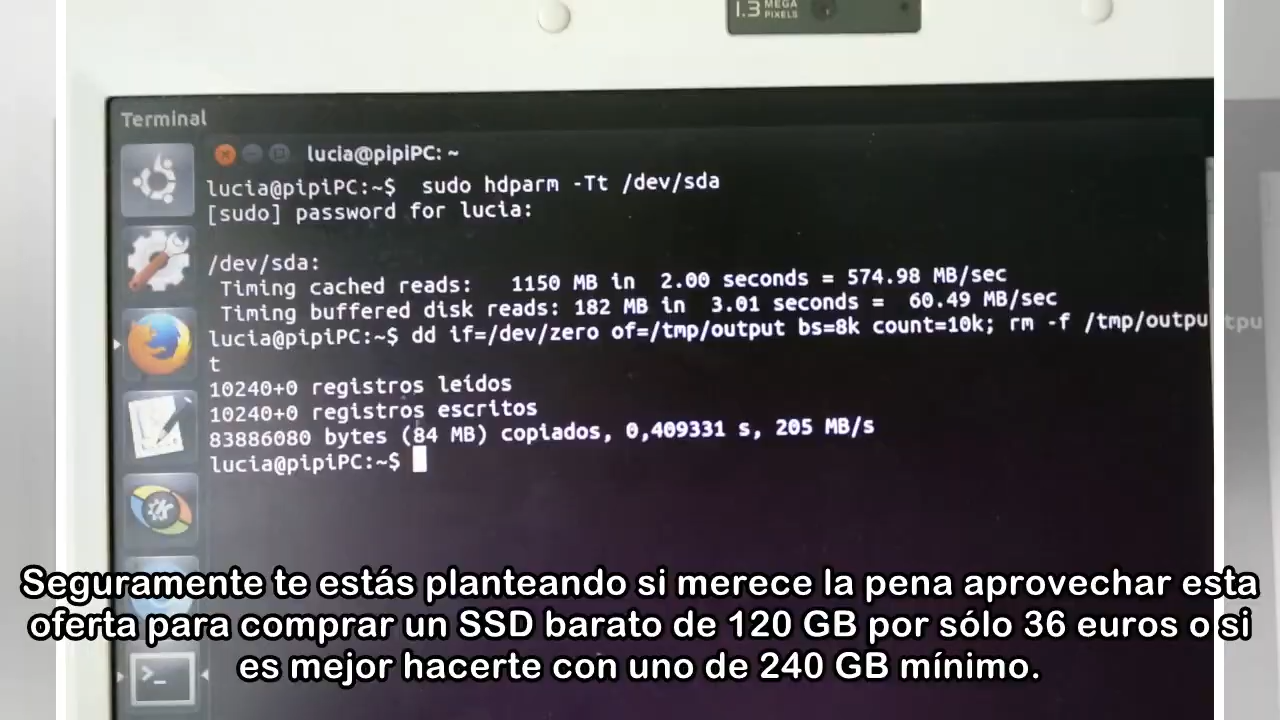 1.3 MEGA
PIXELS
Terminal
lucia@pipiPC: ~
lucia@pipiPC:~$ sudo hdparm -Tt /dev/sda
[sudo] password for lucia:
/dev/sda:
Timing cached reads: 1150 MB in 2.00 seconds = 574.98 MB/sec
Timing buffered disk reads: 182 MB in 3.01 seconds = 60.49 MB/sec
lucia@pipiPC:~$ dd if=/dev/zero of=/tmp/output bs=8k count=10k; rm -f /tmp/outpu
tpu
t
10240+0 registros leídos
10240+0 registros escritos
83886080 bytes (84 MB) copiados, 0,409331 s, 205 MB/s
lucia@pipiPC:~$
>_
Seguramente te estás planteando si merece la pena aprovechar esta
oferta para comprar un SSD barato de 120 GB por sólo 36 euros o si
es mejor hacerte con uno de 240 GB mínimo.